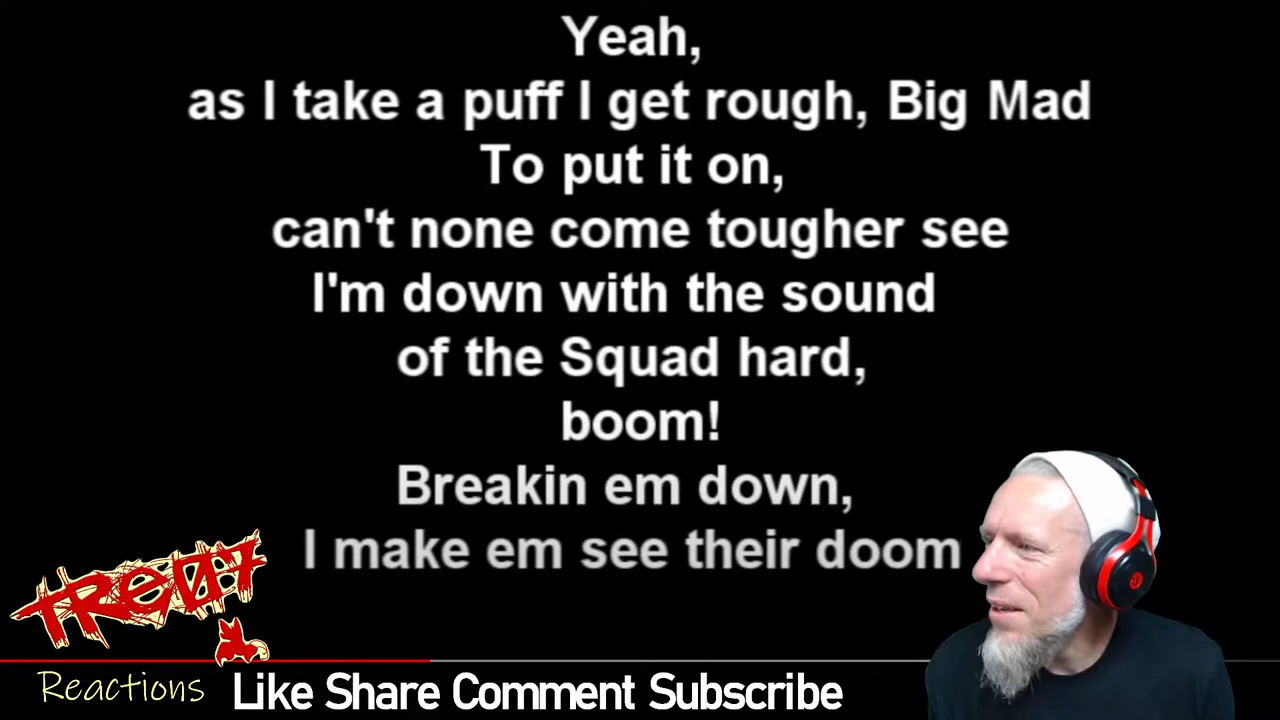 Yeah,
as I take a puff I get rough, Big Mad
To put it on,
can't none come tougher see
I'm down with the sound
of the Squad hard,
boom!
Breakin em down,
I make em see their doom
TRE07
Reactions
Like Share Comment Subscribe